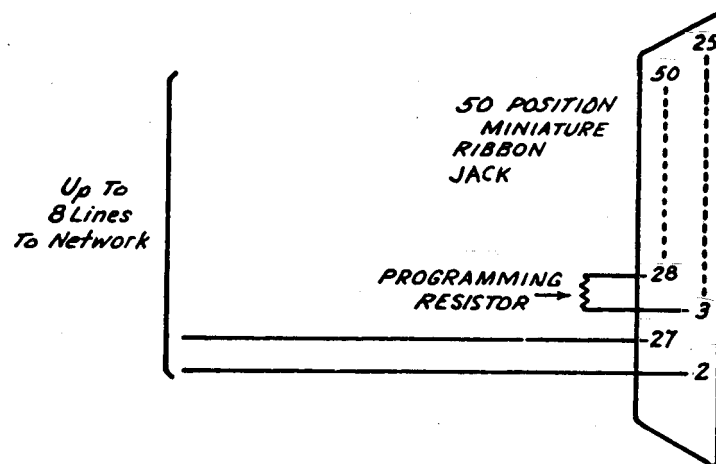 25
50
50 POSITION
MINIATURE
RIBBON
JACK
Up To
8 Lines
To Network
PROGRAMMING
RESISTOR
28
3
27
2